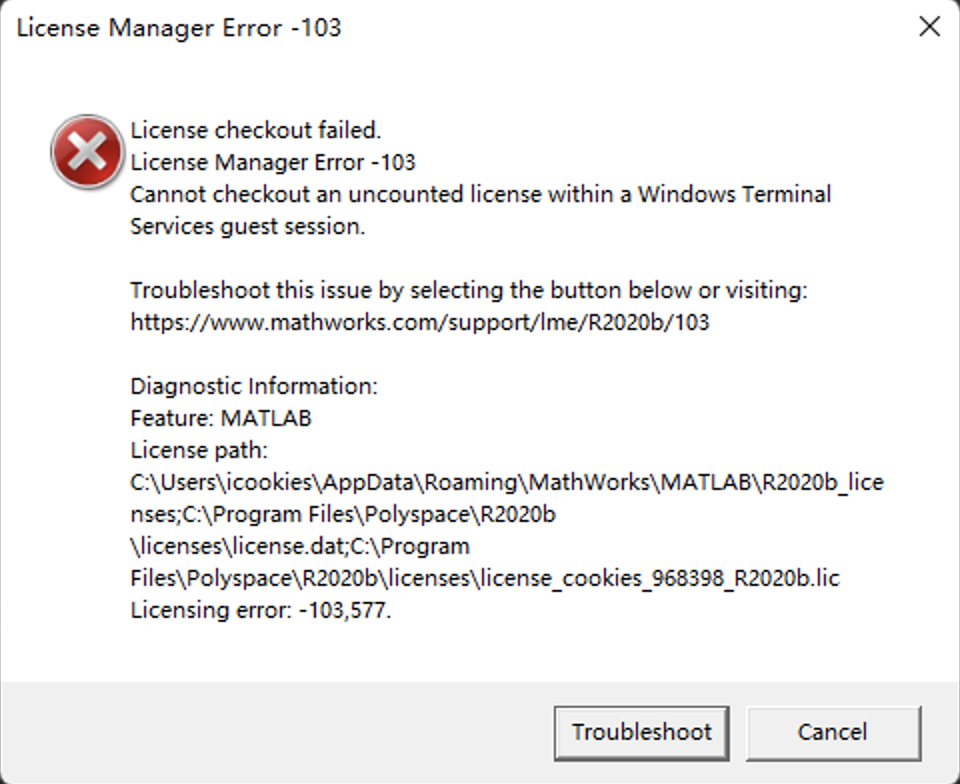 License Manager Error -103
License checkout failed.
License Manager Error -103
Cannot checkout an uncounted license within a Windows Terminal
Services guest session.
Troubleshoot this issue by selecting the button below or visiting:
https://www.mathworks.com/support/lme/R2020b/103
Diagnostic Information:
Feature: MATLAB
License path:
C:\Users\icookies\AppData\Roaming\MathWorks\MATLAB\R2020b_lice
nses;C:\Program Files\Polyspace\R2020b
\licenses\license.dat;C:\Program
Files\Polyspace\R2020b\licenses\license_cookies_968398_R2020b.lic
Licensing error: -103,577.
Troubleshoot
Cancel